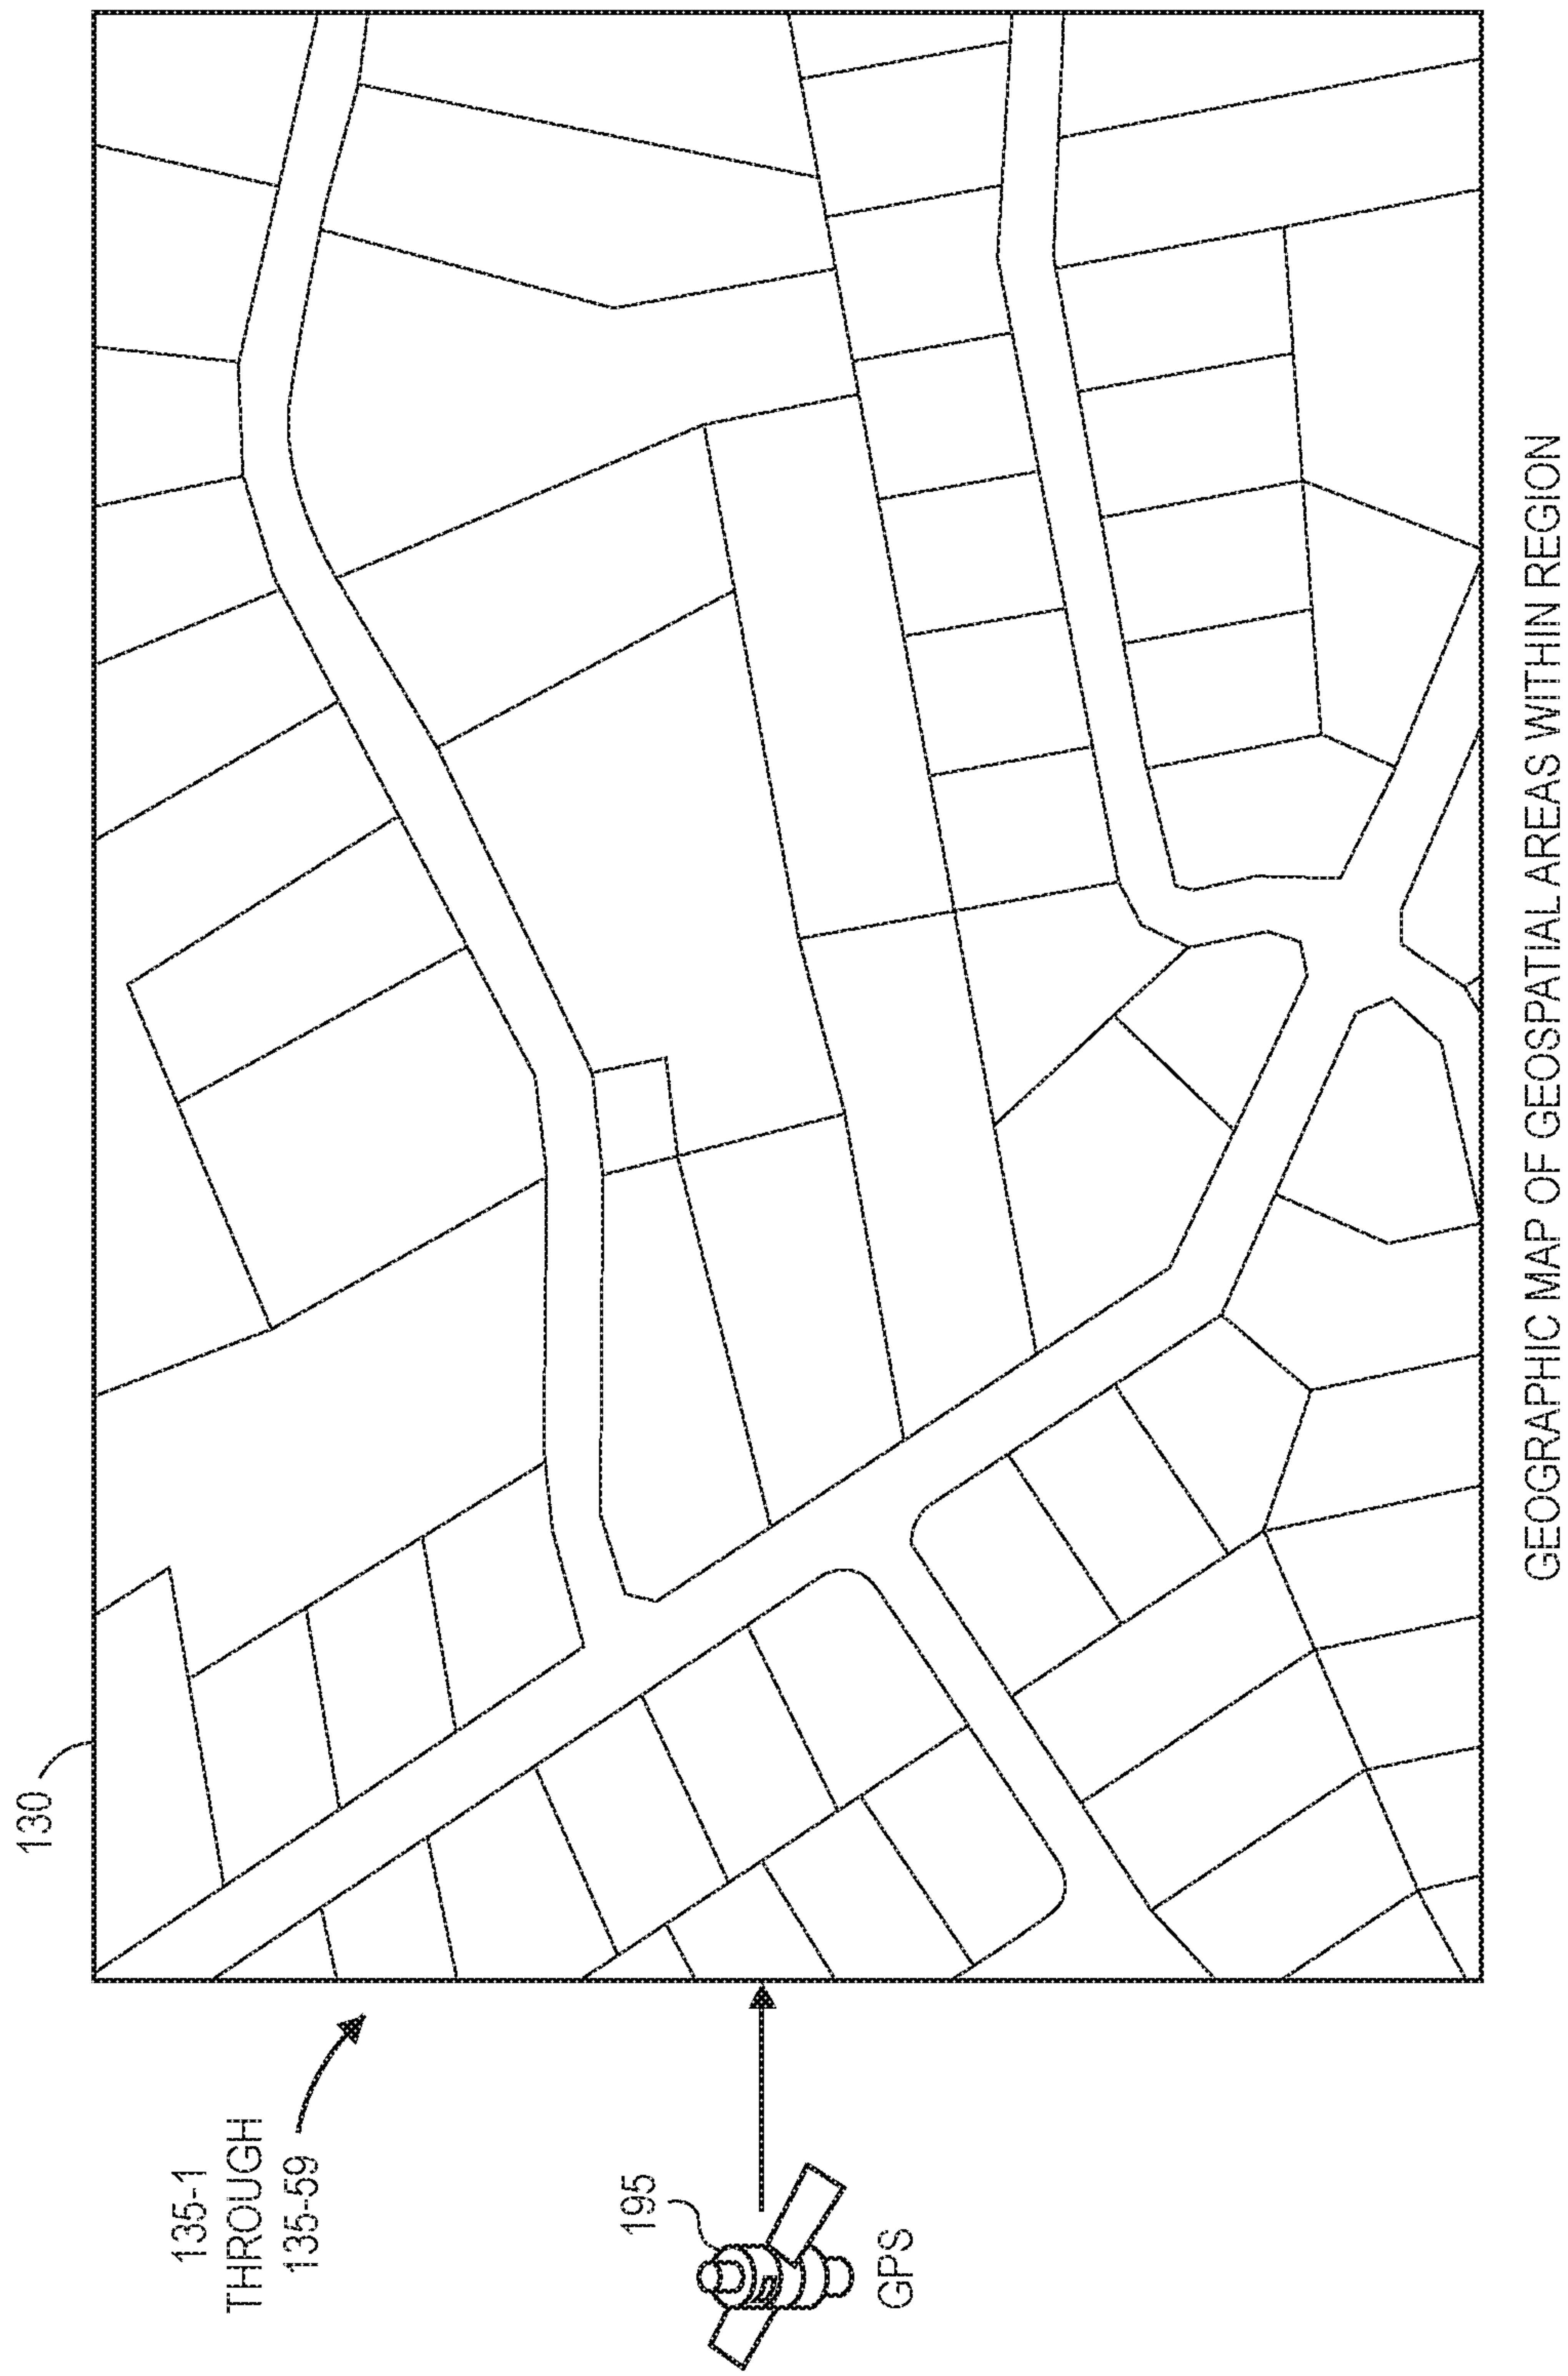 130
135-1
THROUGH
135-59
195
GPS
GEOGRAPHIC MAP OF GEOSPATIAL AREAS WITHIN REGION